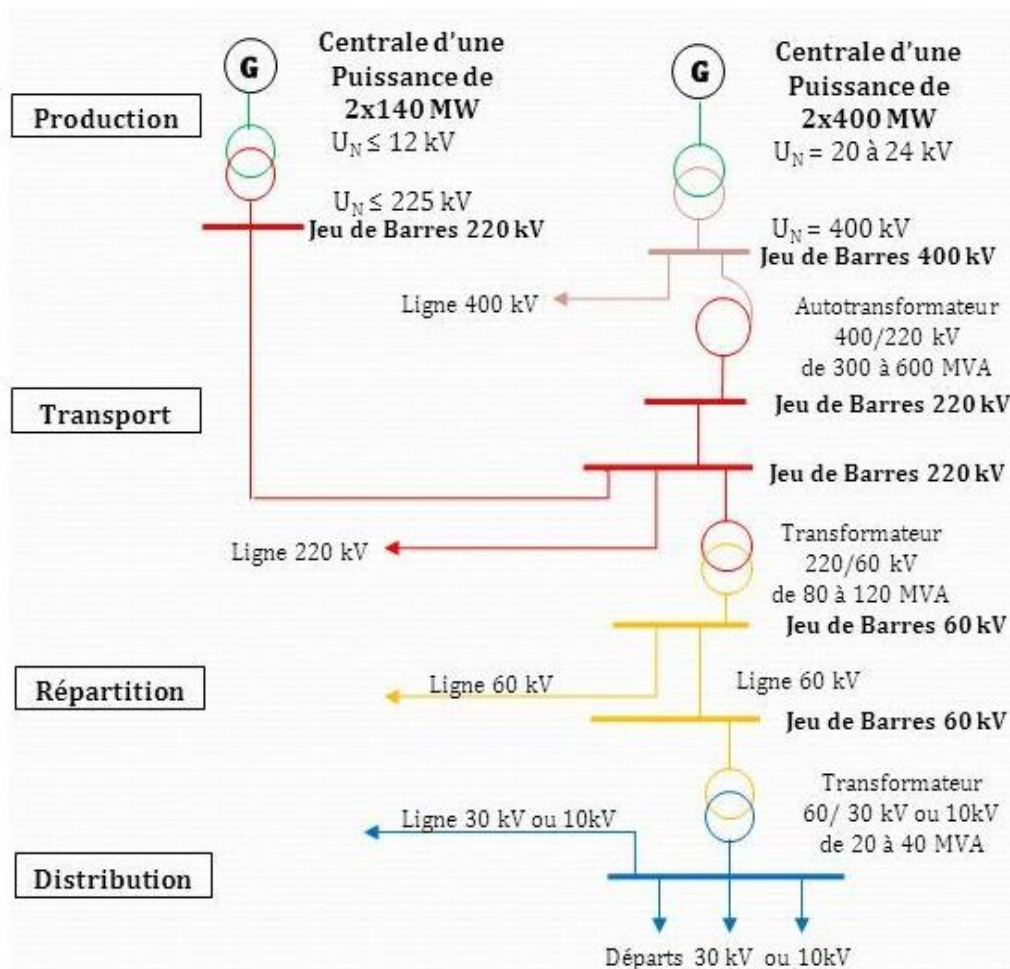 G
Centrale d'une
Puissance de
2x140 MW
U_N ≤ 12 kV
U_N ≤ 225 kV
Jeu de Barres 220 kV
G
Centrale d'une
Puissance de
2x400 MW
U_N = 20 à 24 kV
U_N = 400 kV
Jeu de Barres 400 kV
Production
Ligne 400 kV
Autotransformateur
400/220 kV
de 300 à 600 MVA
Transport
Jeu de Barres 220 kV
Jeu de Barres 220 kV
Ligne 220 kV
Transformateur
220/60 kV
de 80 à 120 MVA
Jeu de Barres 60 kV
Répartition
Ligne 60 kV
Ligne 60 kV
Jeu de Barres 60 kV
Transformateur
60/ 30 kV ou 10kV
de 20 à 40 MVA
Ligne 30 kV ou 10kV
Distribution
Départs 30 kV ou 10kV